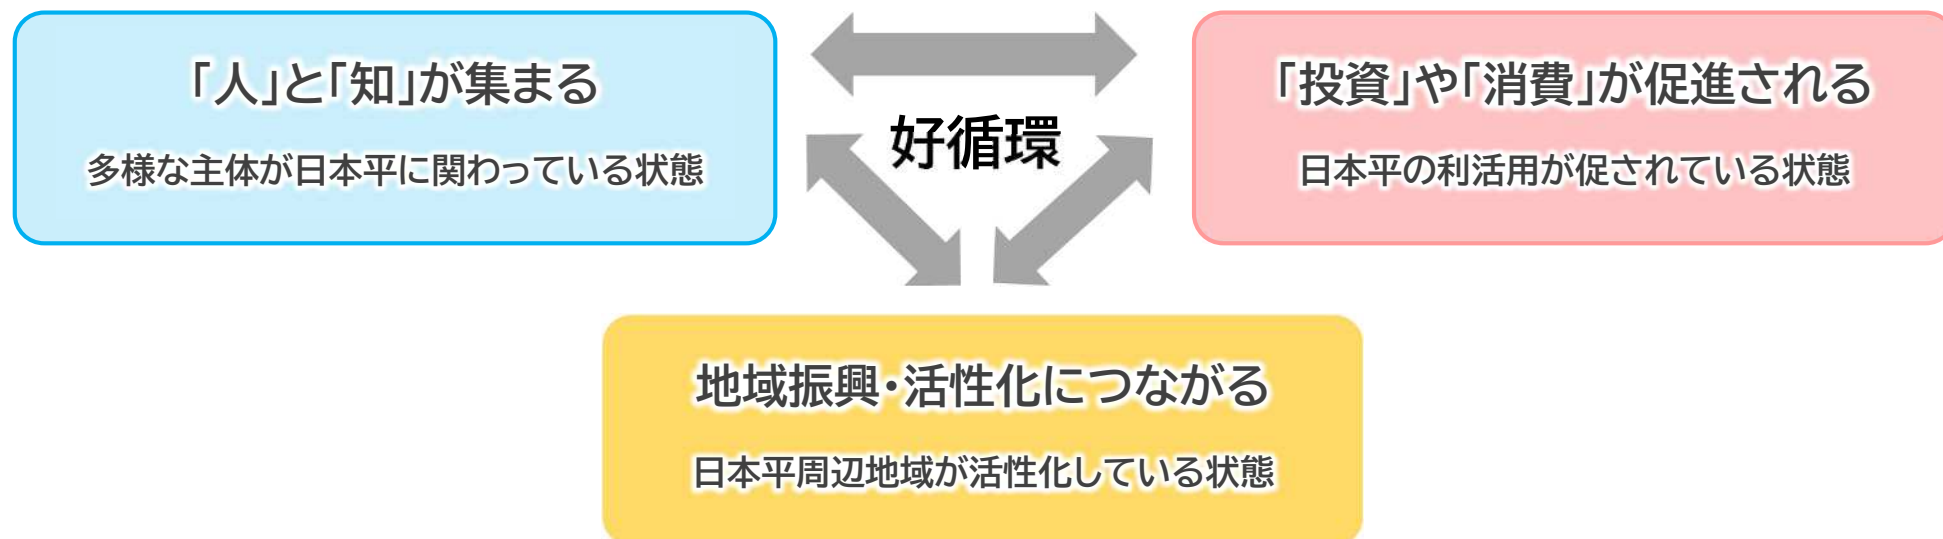 「人」と「知」が集まる
多様な主体が日本平に関わっている状態
好循環
「投資」や「消費」が促進される
日本平の利活用が促されている状態
地域振興・活性化につながる
日本平周辺地域が活性化している状態